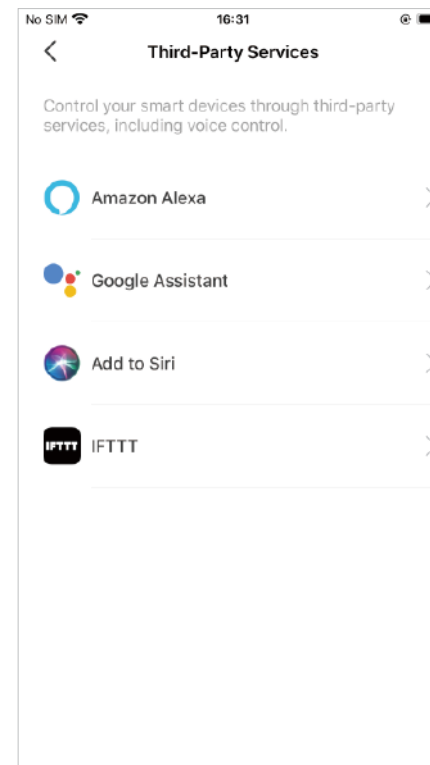 No SIM 16:31
Third-Party Services
Control your smart devices through third-party
services, including voice control.
Amazon Alexa
Google Assistant
Add to Siri
IFTTT IFTTT